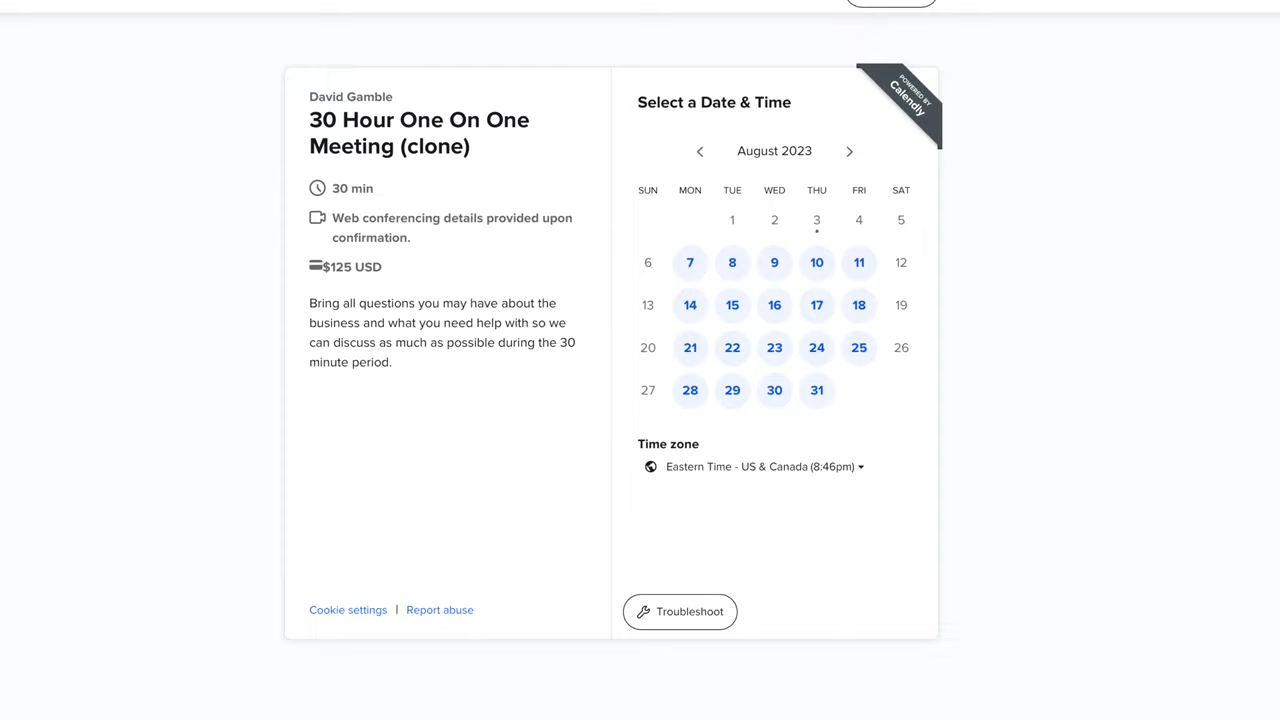 David Gamble
30 Hour One On One
Meeting (clone)
30 min
Web conferencing details provided upon
confirmation.
$125 USD
Bring all questions you may have about the
business and what you need help with so we
can discuss as much as possible during the 30
minute period.
Cookie settings | Report abuse
Select a Date & Time
POWERED BY
Calendly
August 2023
SUN MON TUE WED THU FRI SAT
1 2 3 4 5
6 7 8 9 10 11 12
13 14 15 16 17 18 19
20 21 22 23 24 25 26
27 28 29 30 31
Time zone
Eastern Time - US & Canada (8:46pm)
Troubleshoot